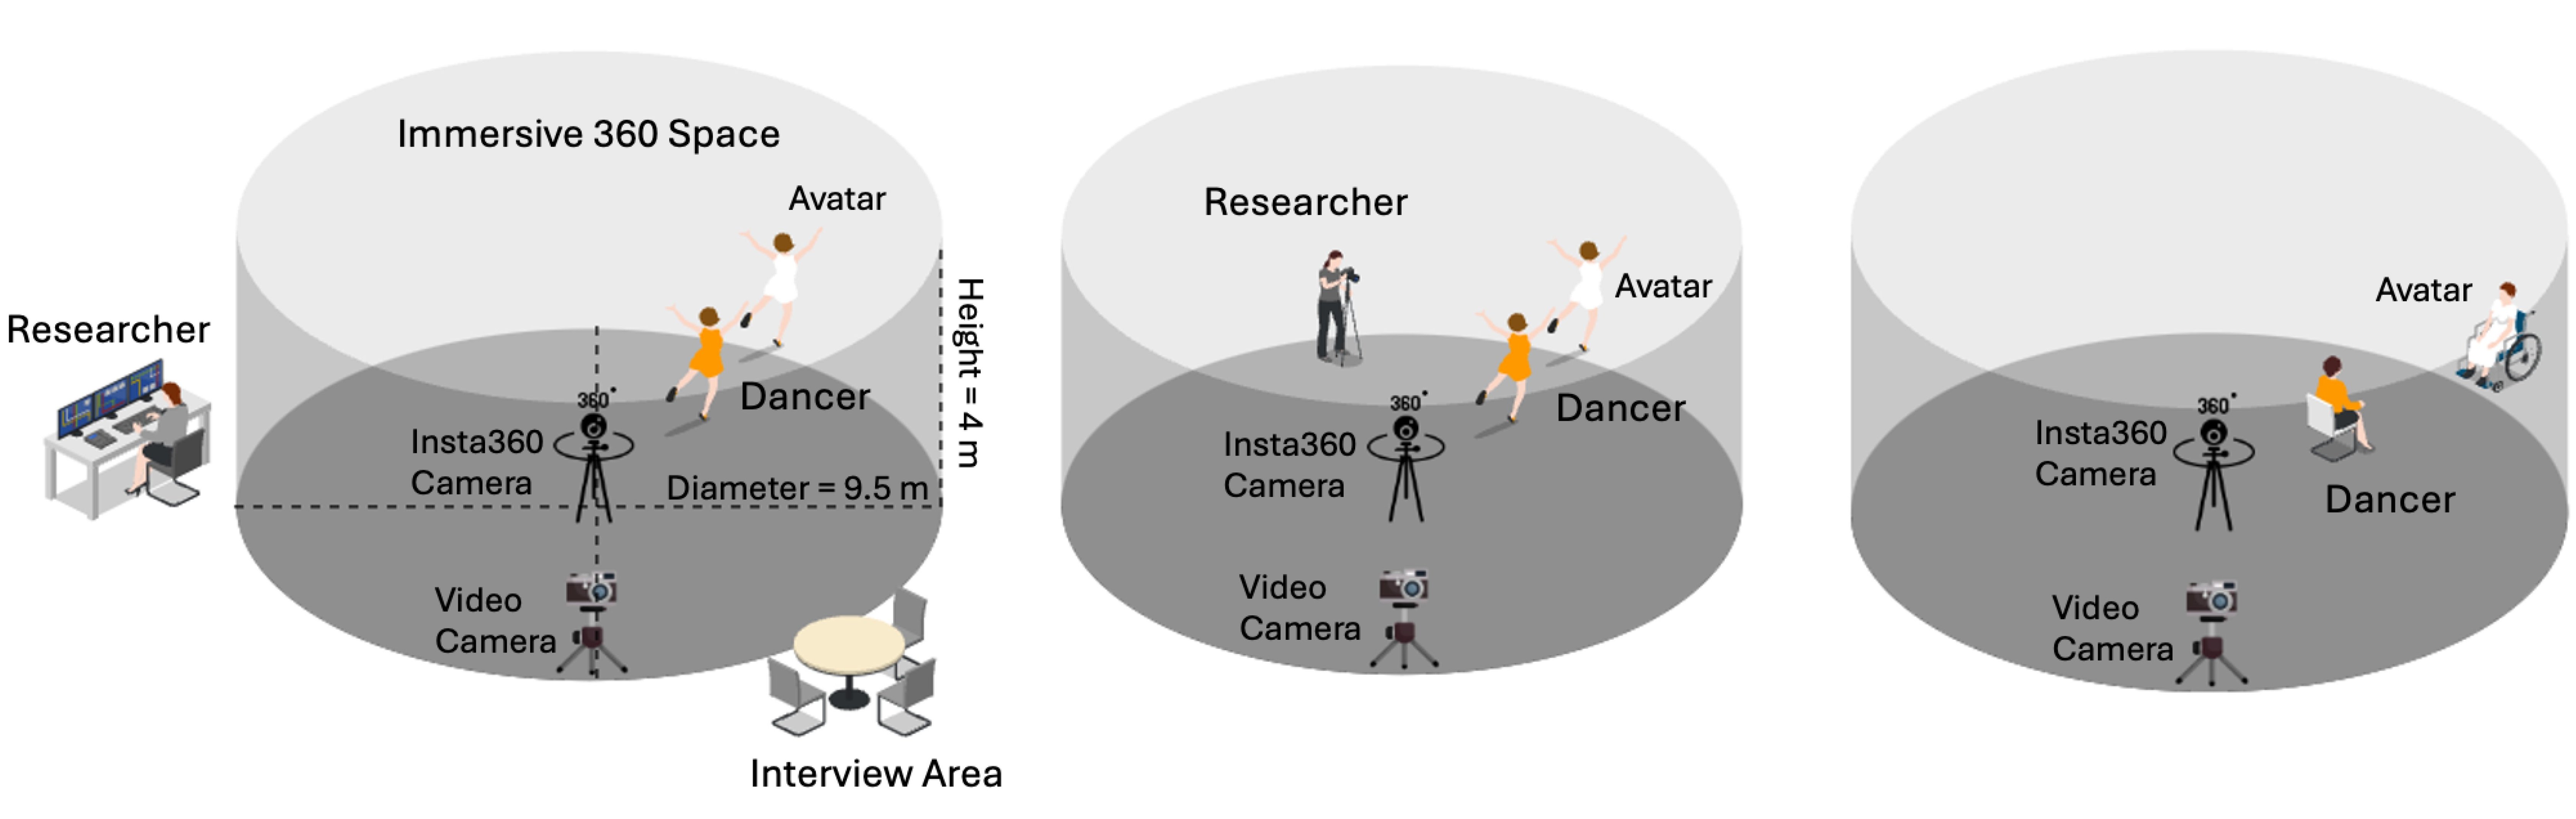 Immersive 360 Space
Avatar
Researcher
Height = 4 m
Dancer
360°
Insta360
Camera
Diameter = 9.5 m
Video
Camera
Interview Area
Researcher
Avatar
Dancer
360°
Insta360
Camera
Video
Camera
Avatar
360°
Insta360
Camera
Dancer
Video
Camera